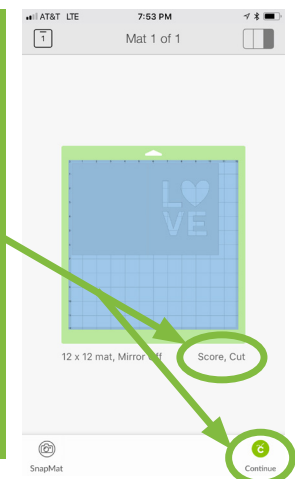 AT&T LTE 7:53 PM
1 Mat 1 of 1
LO
VE
12 x 12 mat, Mirror Off Score, Cut
SnapMat Continue